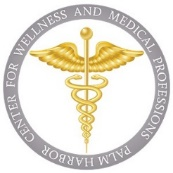 CENTER FOR WELLNESS AND MEDICAL PROFESSIONS
PALM HARBOR